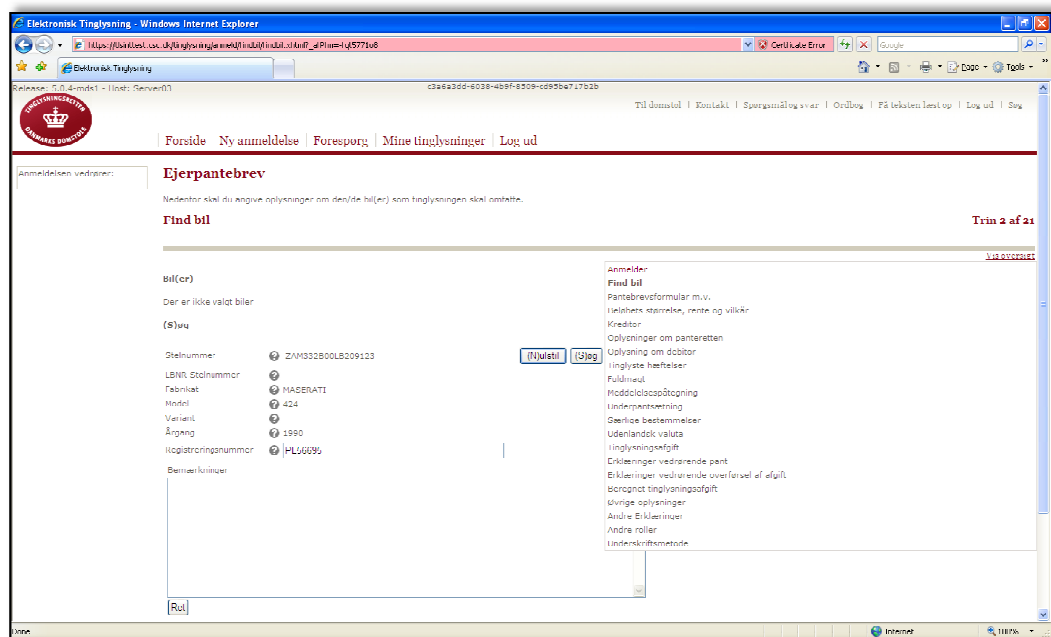 Elektronisk Tinglysning - Windows Internet Explorer
Certificate Error
Google
Elektronisk Tinglysning
Page
Tools
Release: 5.0.4-mds1 - Host: Server03
c3a6a3dd-6038-4b9f-8509-cd95be717b2b
TINGLYSNINGSRETTEN
DANMARKS DOMSTOLE
Til domstol | Kontakt | Spørgsmål og svar | Ordbog | Få teksten læst op | Log ud | Søg
Forside | Ny anmeldelse | Forespørg | Mine tinglysninger | Log ud
Anmeldelsen vedrører:
Ejerpantebrev
Nedenfor skal du angive oplysninger om den/de bil(er) som tinglysningen skal omfatte.
Find bil
Trin 2 af 21
Vis oversigt
Bil(er)
Der er ikke valgt biler
(S)øg
Stelnummer ZAM332B00LB209123
(N)ulstil (S)øg
LBNR Stelnummer
Fabrikat MASERATI
Model 424
Variant
Årgang 1990
Registreringsnummer PE56695
Bemærkninger
Ret
Anmelder
Find bil
Pantebrevsformular m.v.
Beløbets størrelse, rente og vilkår
Kreditor
Oplysninger om panteretten
Oplysning om debitor
Tinglyste hæftelser
Fuldmagt
Meddelelsespåtegning
Underpantsætning
Særlige bestemmelser
Udenlandsk valuta
Tinglysningsafgift
Erklæringer vedrørende pant
Erklæringer vedrørende overførsel af afgift
Beregnet tinglysningsafgift
Øvrige oplysninger
Andre Erklæringer
Andre roller
Underskriftsmetode
Done
Internet
100%